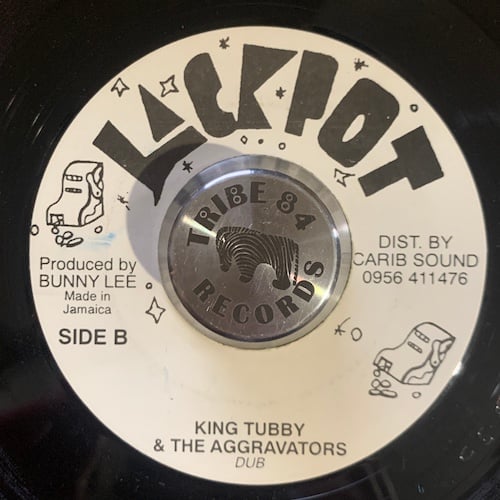 JACKPOT
TRIBE 84
RECORDS
Produced by
BUNNY LEE
Made in
Jamaica
SIDE B
DIST. BY
CARIB SOUND
0956 411476
KING TUBBY
& THE AGGRAVATORS
DUB